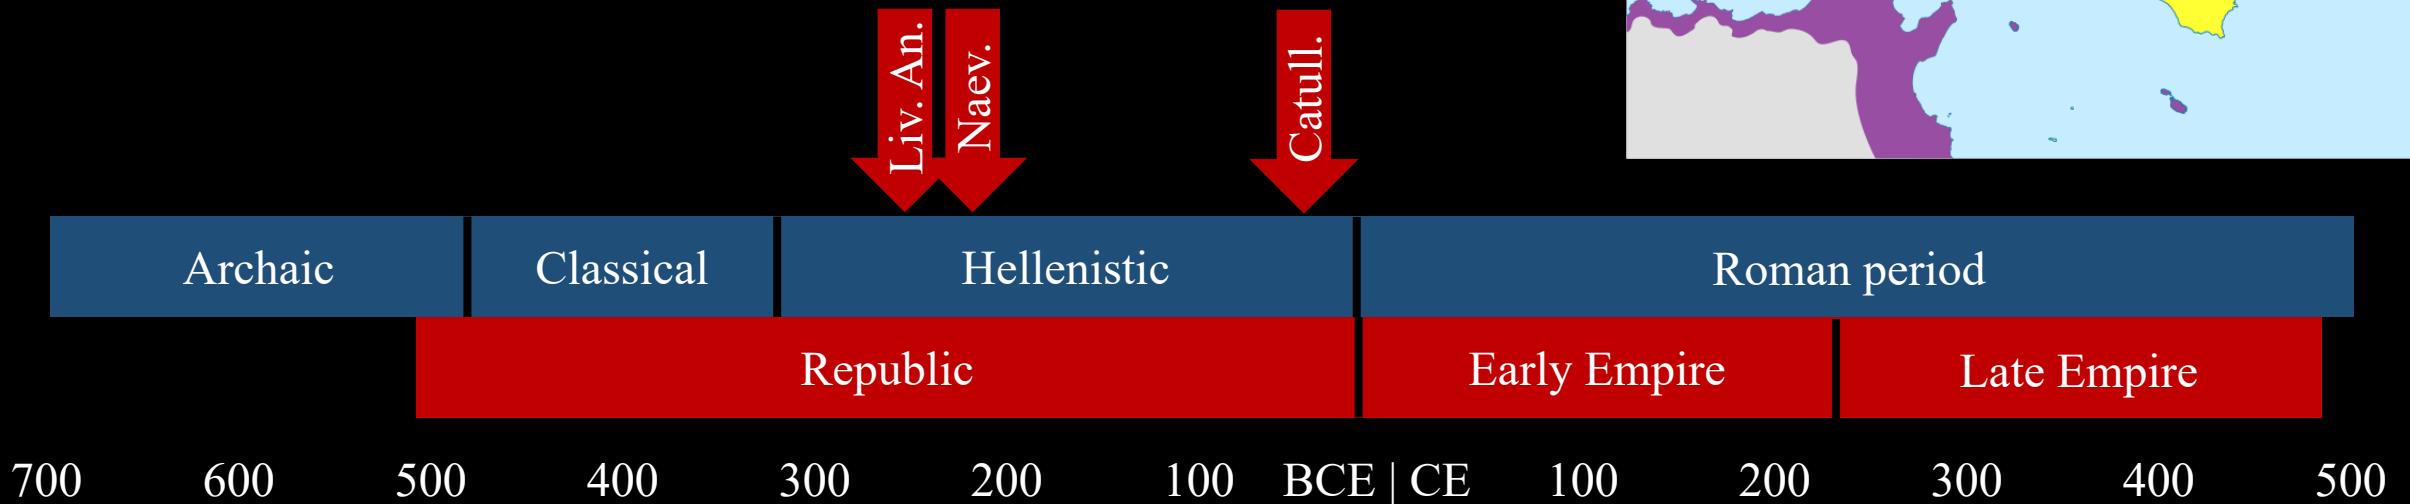 Liv. An.
Naev.
Catull.
Archaic Classical Hellenistic Roman period
Republic Early Empire Late Empire
700 600 500 400 300 200 100 BCE | CE 100 200 300 400 500